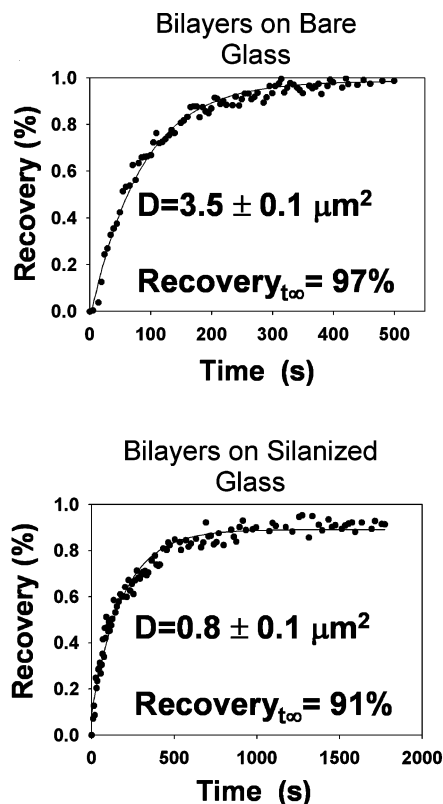 Bilayers on Bare
Glass
1.0
0.8
0.6
0.4
0.2
0.0
Recovery (%)
D=3.5 ± 0.1 μm²
Recovery t∞= 97%
0 100 200 300 400 500
Time (s)
Bilayers on Silanized
Glass
1.0
0.8
0.6
0.4
0.2
0.0
Recovery (%)
D=0.8 ± 0.1 μm²
Recovery t∞= 91%
0 500 1000 1500 2000
Time (s)